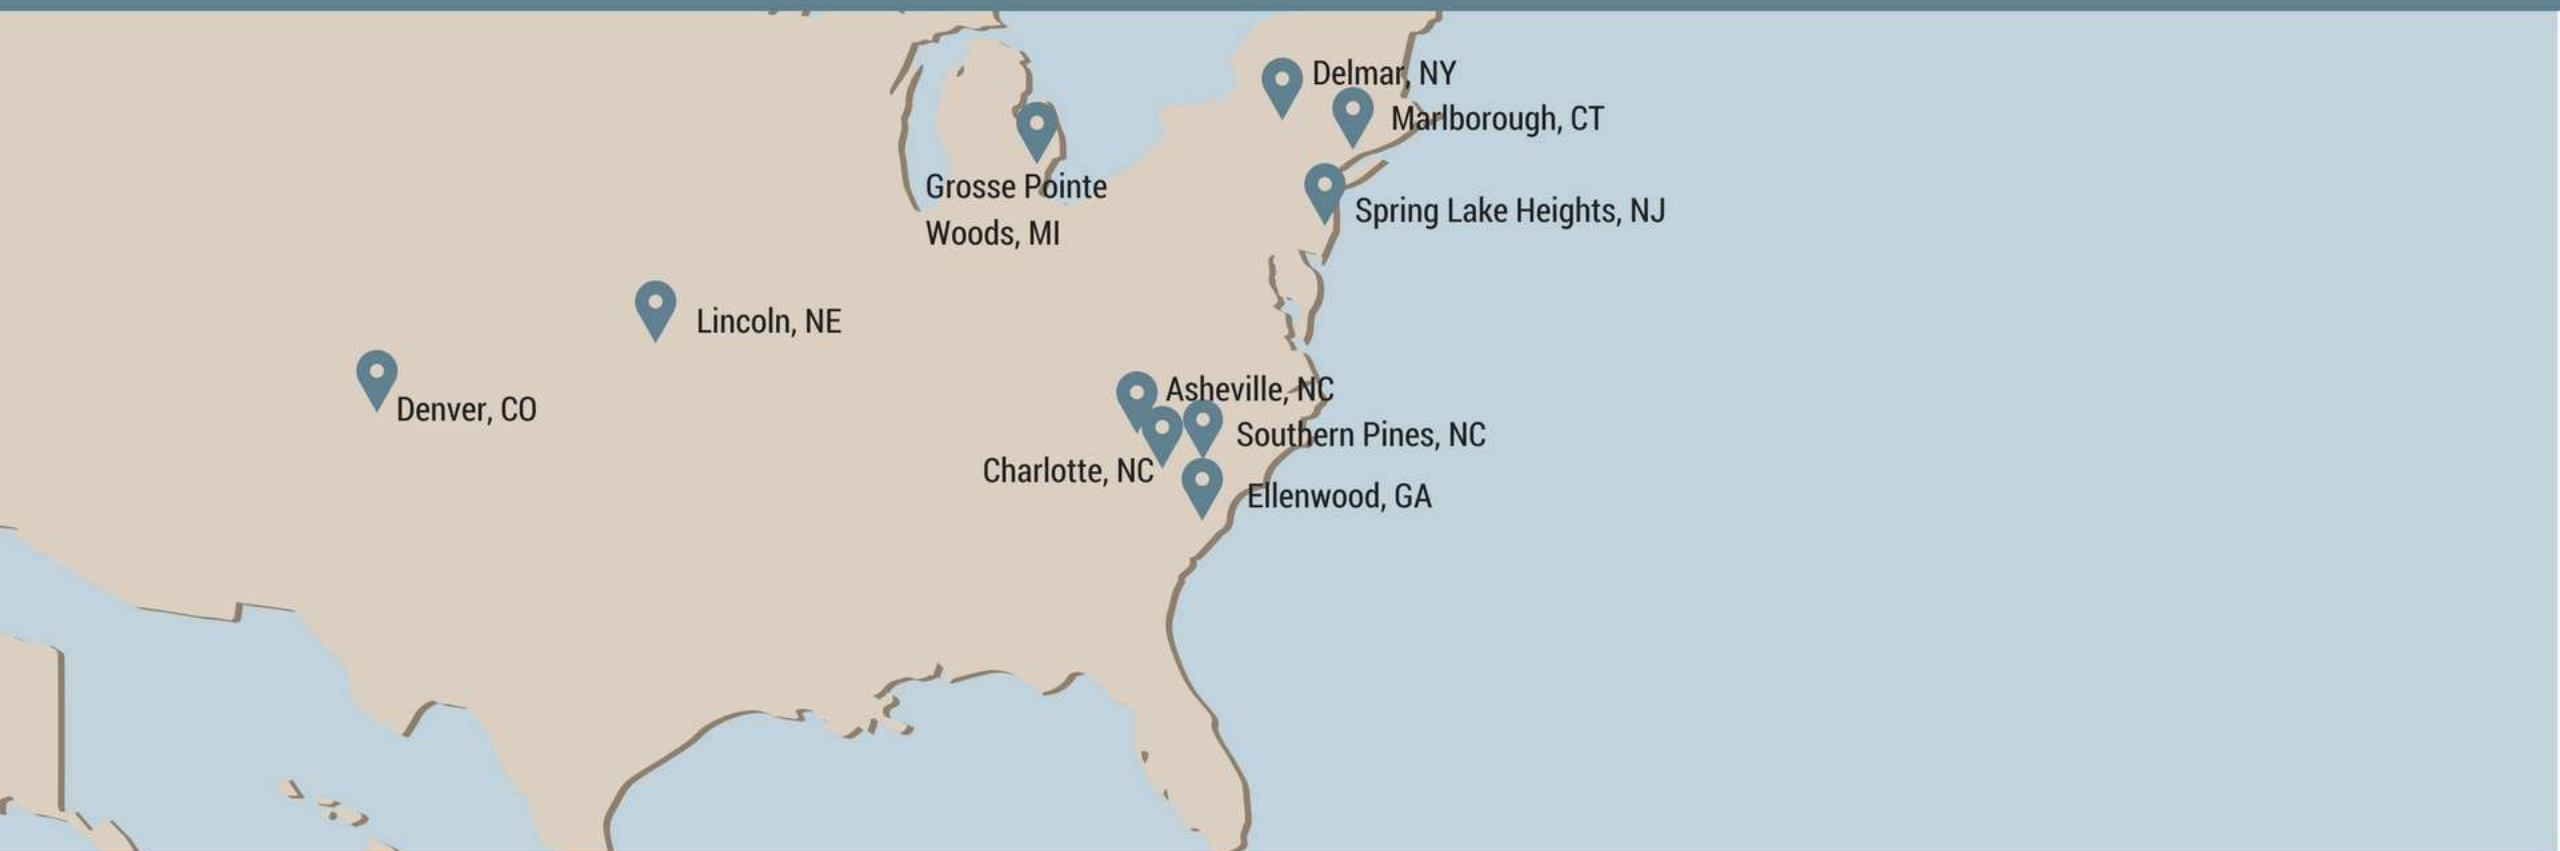 Delmar, NY
Marlborough, CT
Grosse Pointe
Woods, MI
Spring Lake Heights, NJ
Lincoln, NE
Denver, CO
Asheville, NC
Southern Pines, NC
Charlotte, NC
Ellenwood, GA